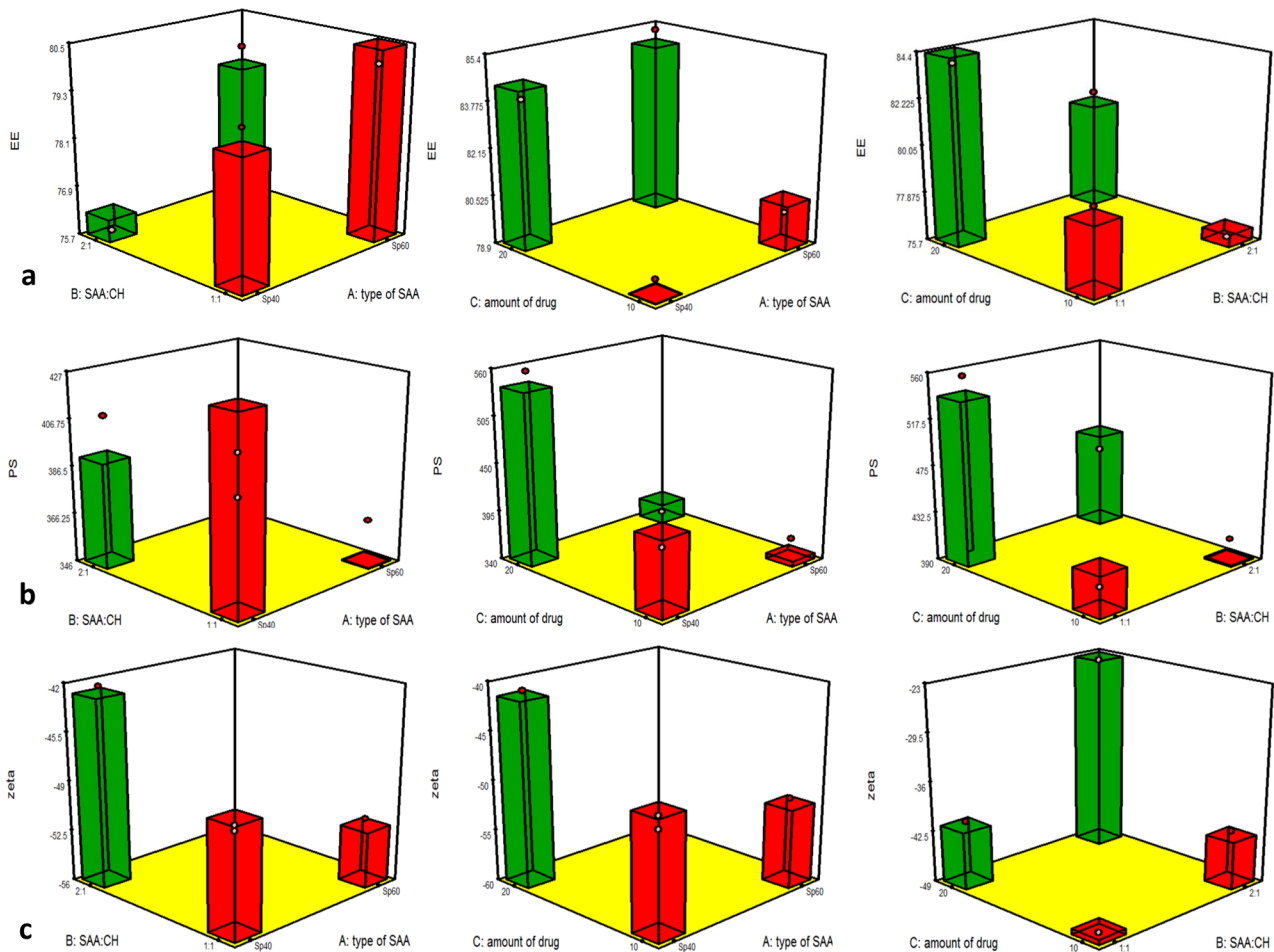 80.5
79.3
78.1
76.9
75.7
EE
2:1
1:1
Sp40
Sp60
B: SAA:CH
A: type of SAA
a
85.4
83.775
82.15
80.525
78.9
EE
20
10
Sp40
Sp60
C: amount of drug
A: type of SAA
84.4
82.225
80.05
77.875
75.7
EE
20
10
1:1
2:1
C: amount of drug
B: SAA:CH
427
406.75
386.5
366.25
346
PS
2:1
1:1
Sp40
Sp60
B: SAA:CH
A: type of SAA
b
560
505
450
395
340
PS
20
10
Sp40
Sp60
C: amount of drug
A: type of SAA
560
517.5
475
432.5
390
PS
20
10
1:1
2:1
C: amount of drug
B: SAA:CH
-42
-45.5
-49
-52.5
-56
zeta
2:1
1:1
Sp40
Sp60
B: SAA:CH
A: type of SAA
c
-40
-45
-50
-55
-60
zeta
20
10
Sp40
Sp60
C: amount of drug
A: type of SAA
-23
-29.5
-36
-42.5
-49
zeta
20
10
1:1
2:1
C: amount of drug
B: SAA:CH